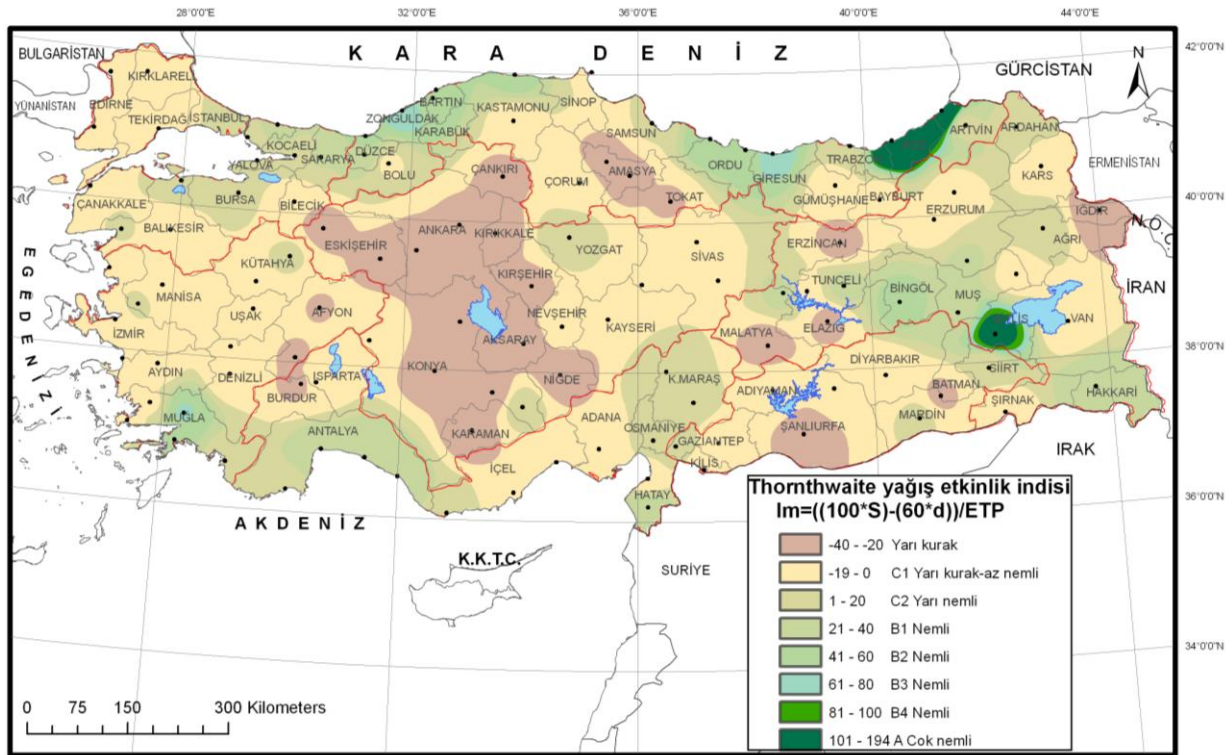 28°0'0"E
32°0'0"E
36°0'0"E
40°0'0"E
44°0'0"E
42°0'0"N
40°0'0"N
38°0'0"N
36°0'0"N
34°0'0"N
N
BULGARİSTAN
YÜNANİSTAN
KARA DENİZ
GÜRCİSTAN
ERMENİSTAN
N.Ö.C.
İRAN
IRAK
SURİYE
K.K.T.C.
AKDENİZ
EGEDENİZİ
KIRKLARELİ
EDİRNE
TEKİRDAĞ
İSTANBUL
KOCAELİ
YALOVA
SAKARYA
DÜZCE
BOLU
ZONGULDAK
BARTIN
KARABÜK
KASTAMONU
SİNOP
SAMSUN
ORDU
GİRESUN
TRABZO
ARTVİN
ARDAHAN
KARS
ÇANAKKALE
BALIKESİR
BURSA
BİLECİK
ESKİŞEHİR
ANKARA
ÇANKIRI
KIRIKKALE
ÇORUM
AMASYA
TOKAT
GÜMÜŞHANE
BAYBURT
ERZURUM
IĞDIR
AĞRI
KÜTAHYA
MANİSA
UŞAK
AFYON
İZMİR
AYDIN
DENİZLİ
BURDUR
ISPARTA
MUĞLA
ANTALYA
KONYA
AKSARAY
KIRŞEHİR
NEVŞEHİR
NİĞDE
KARAMAN
İÇEL
ADANA
KAYSERİ
YOZGAT
SİVAS
ERZİNCAN
TUNCELİ
BİNGÖL
MUŞ
LİS
VAN
ELAZIĞ
MALATYA
DİYARBAKIR
SİİRT
BATMAN
MARDİN
ŞIRNAK
HAKKARİ
ADIYAMAN
ŞANLIURFA
K.MARAŞ
OSMANİYE
GAZİANTEP
KİLİS
HATAY
0 75 150 300 Kilometers
Thornthwaite yağış etkinlik indisi
Im=((100*S)-(60*d))/ETP
-40 - -20 Yarı kurak
-19 - 0 C1 Yarı kurak-az nemli
1 - 20 C2 Yarı nemli
21 - 40 B1 Nemli
41 - 60 B2 Nemli
61 - 80 B3 Nemli
81 - 100 B4 Nemli
101 - 194 A Cok nemli